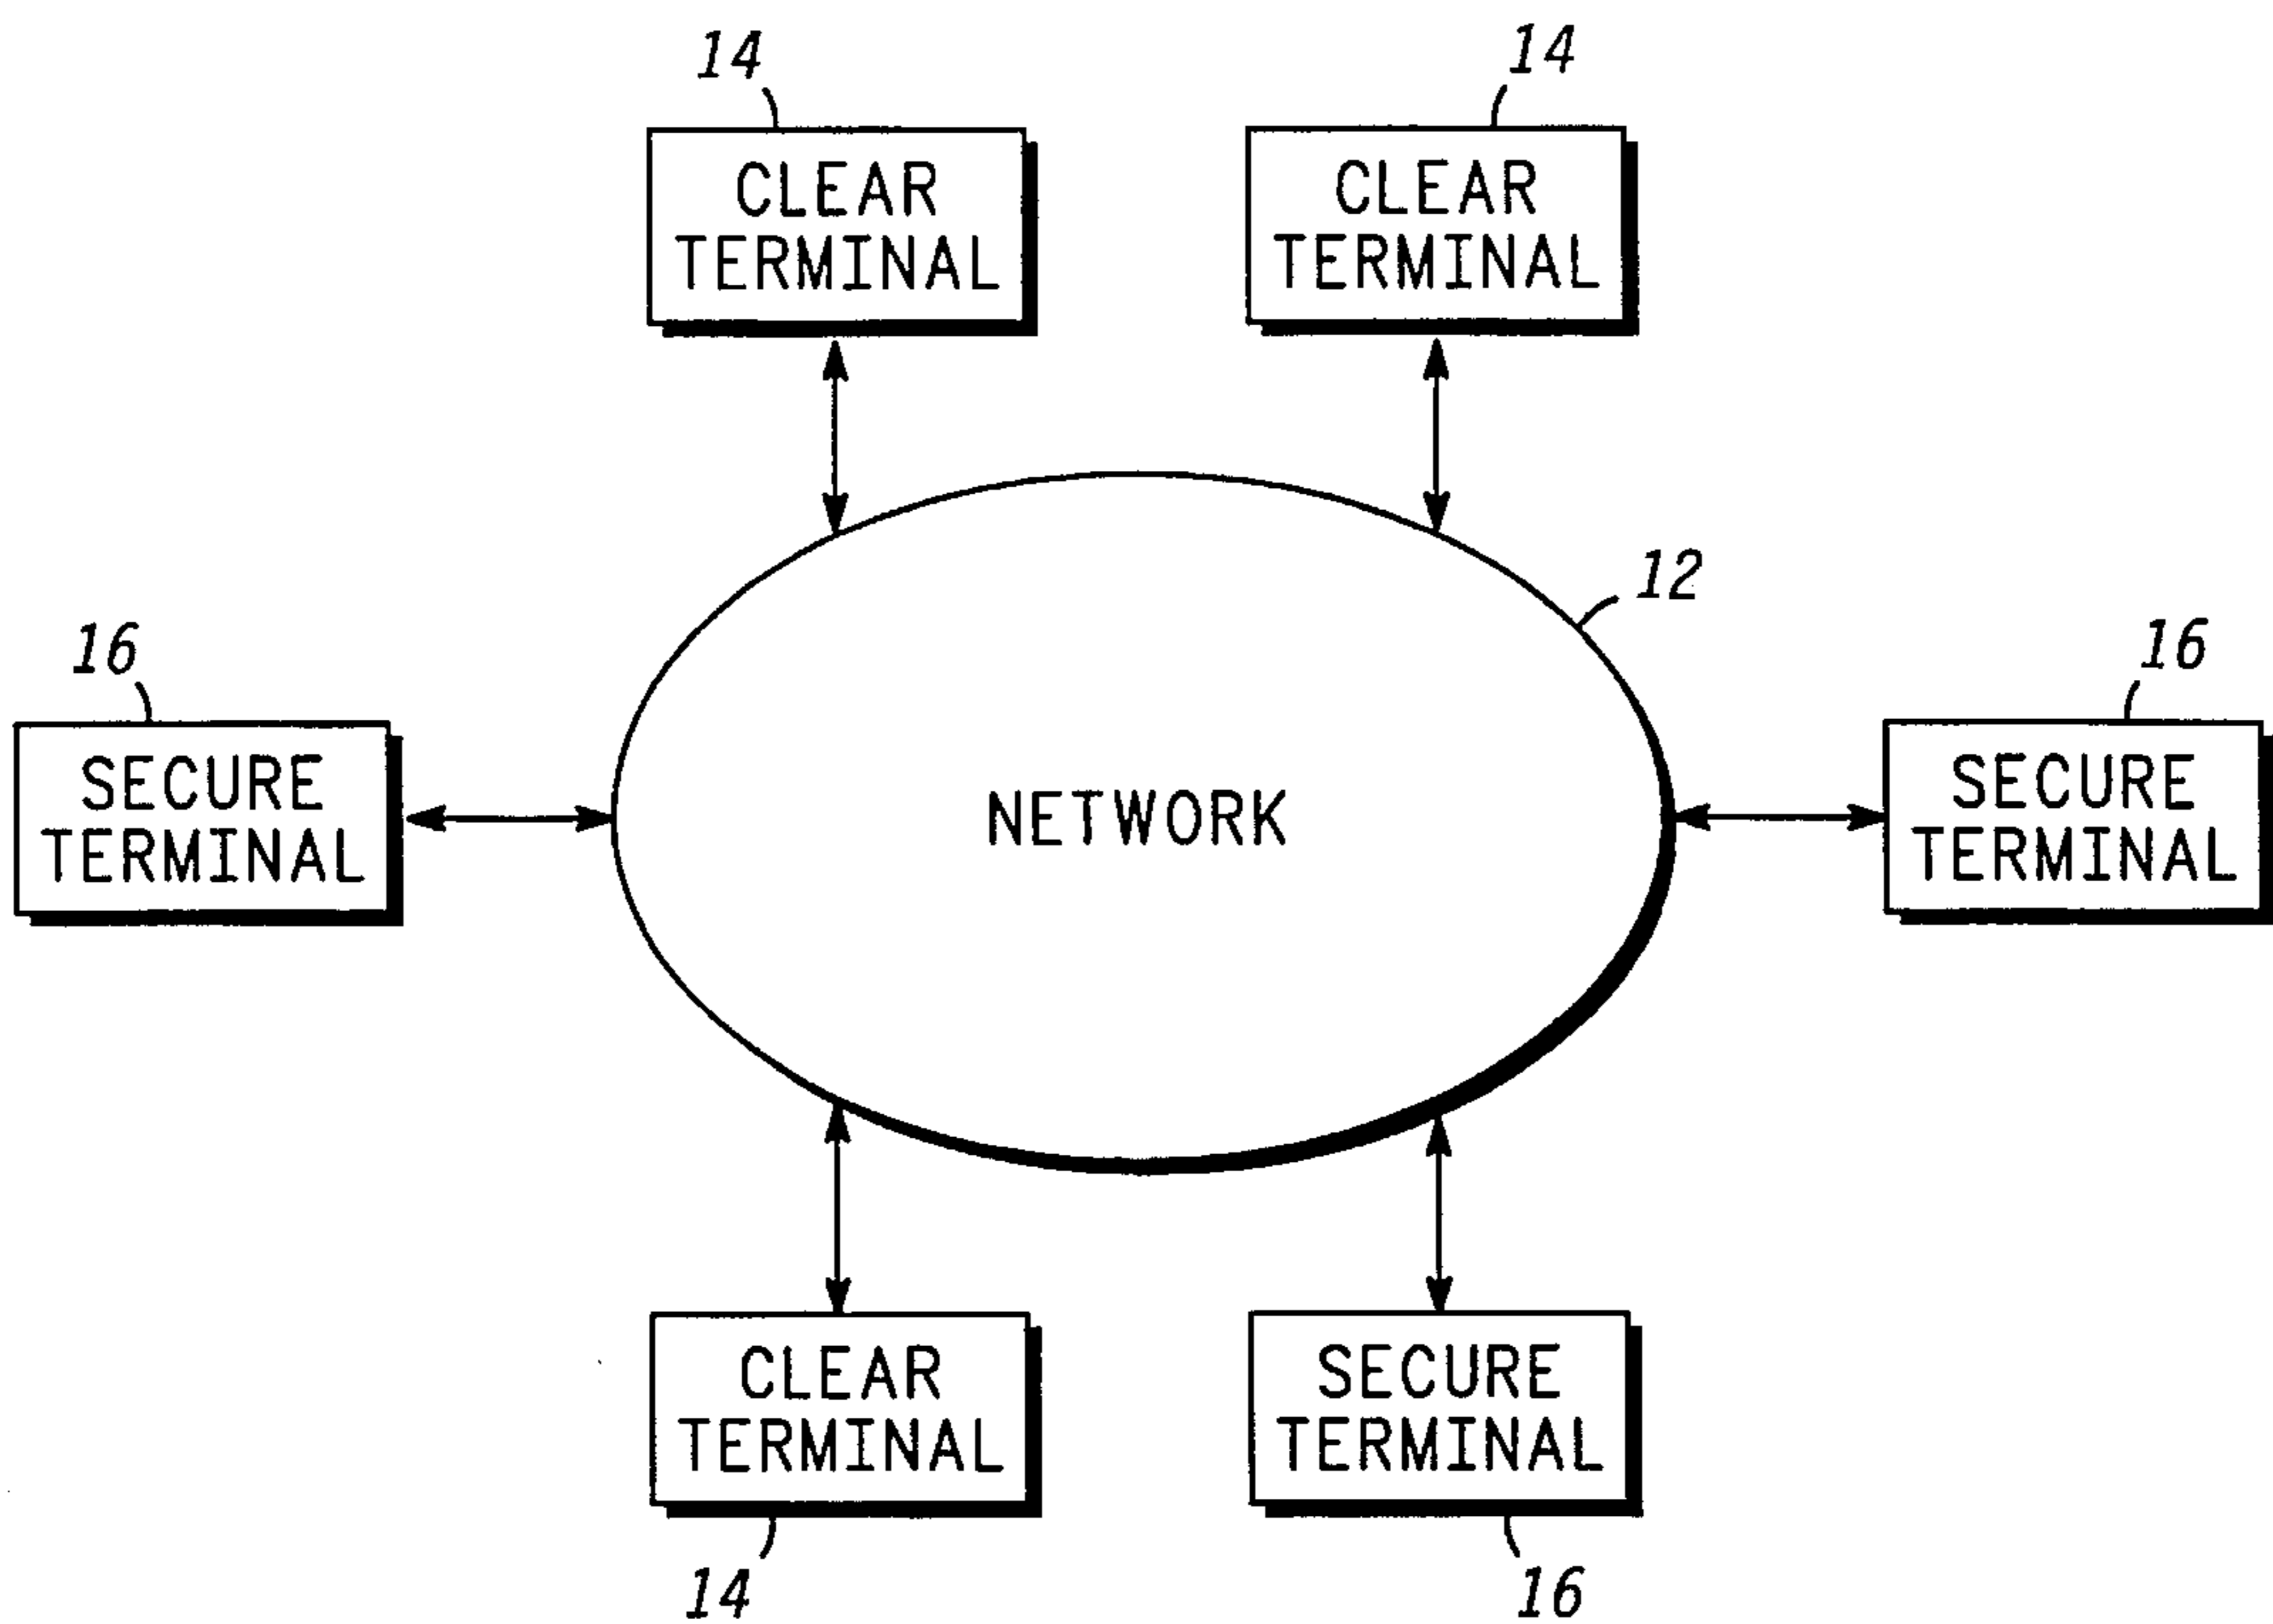 14
14
CLEAR
TERMINAL
CLEAR
TERMINAL
12
16
16
SECURE
TERMINAL
NETWORK
SECURE
TERMINAL
CLEAR
TERMINAL
SECURE
TERMINAL
14
16